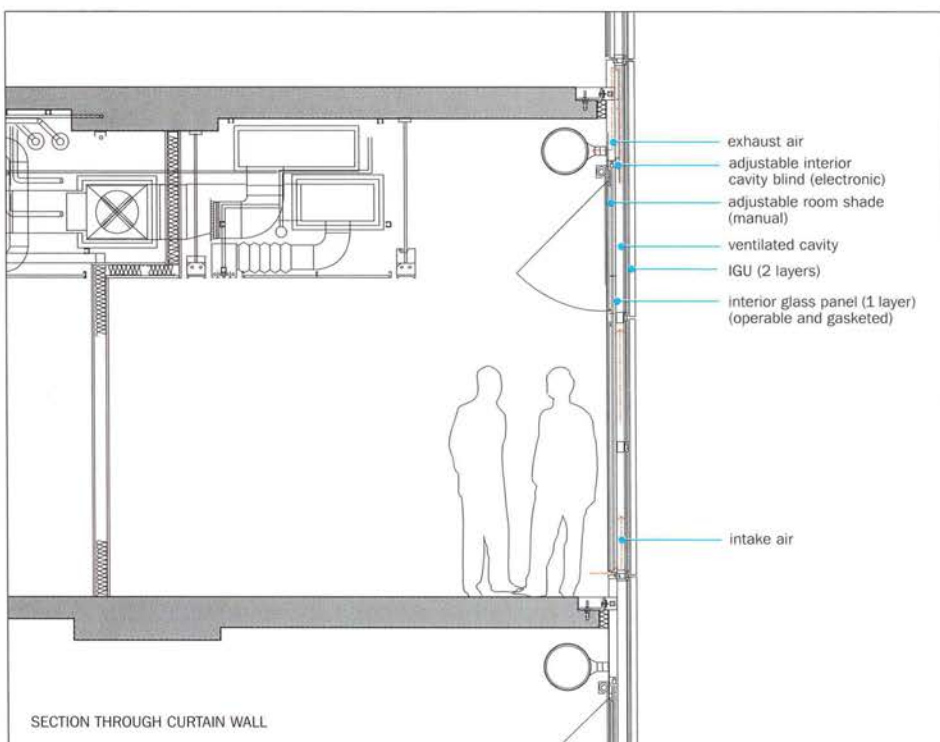 exhaust air
adjustable interior
cavity blind (electronic)
adjustable room shade
(manual)
ventilated cavity
IGU (2 layers)
interior glass panel (1 layer)
(operable and gasketed)
intake air
SECTION THROUGH CURTAIN WALL